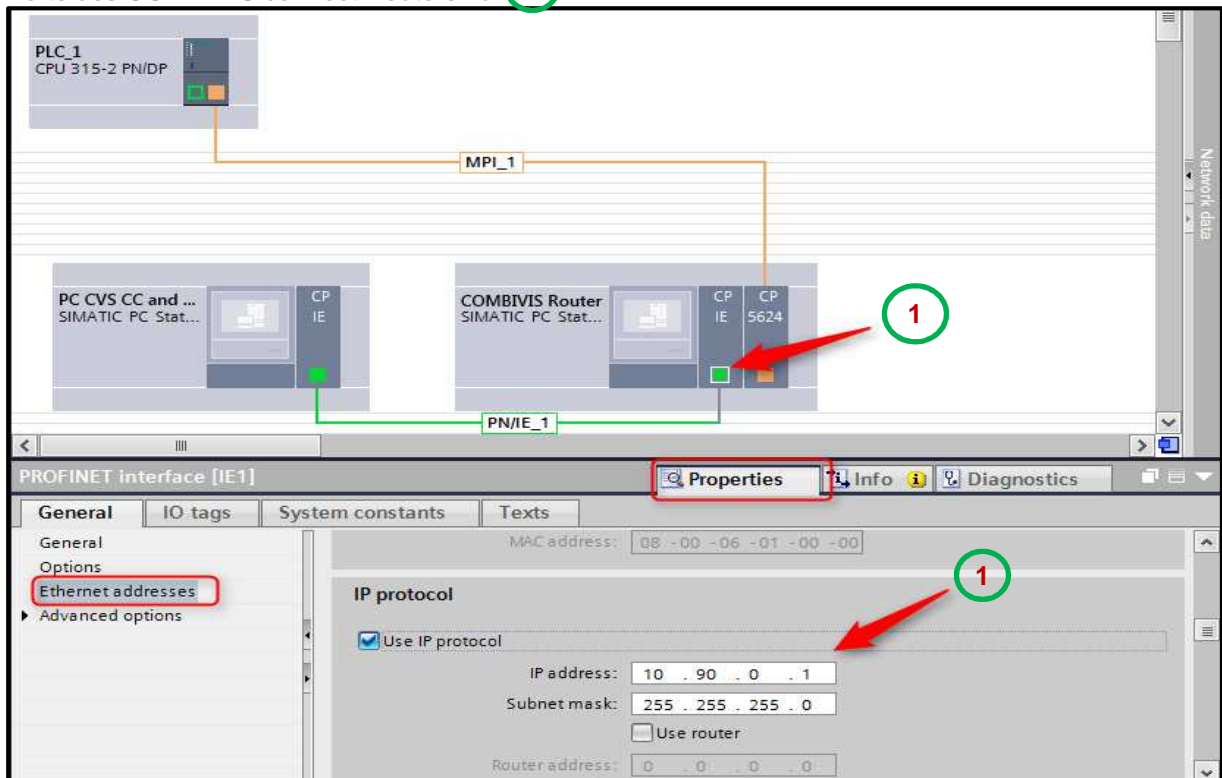 1
PLC_1
CPU 315-2 PN/DP
MPI_1
Network data
PC CVS CC and ...
SIMATIC PC Stat...
CP
IE
COMBIVIS Router
SIMATIC PC Stat...
CP
IE
CP
5624
1
PN/IE_1
PROFINET interface [IE1]
Properties
Info
Diagnostics
General
IO tags
System constants
Texts
General
Options
Ethernet addresses
Advanced options
MAC address: 08 -00 -06 -01 -00 -00
IP protocol
1
Use IP protocol
IP address: 10 . 90 . 0 . 1
Subnet mask: 255 . 255 . 255 . 0
Use router
Router address: 0 . 0 . 0 . 0